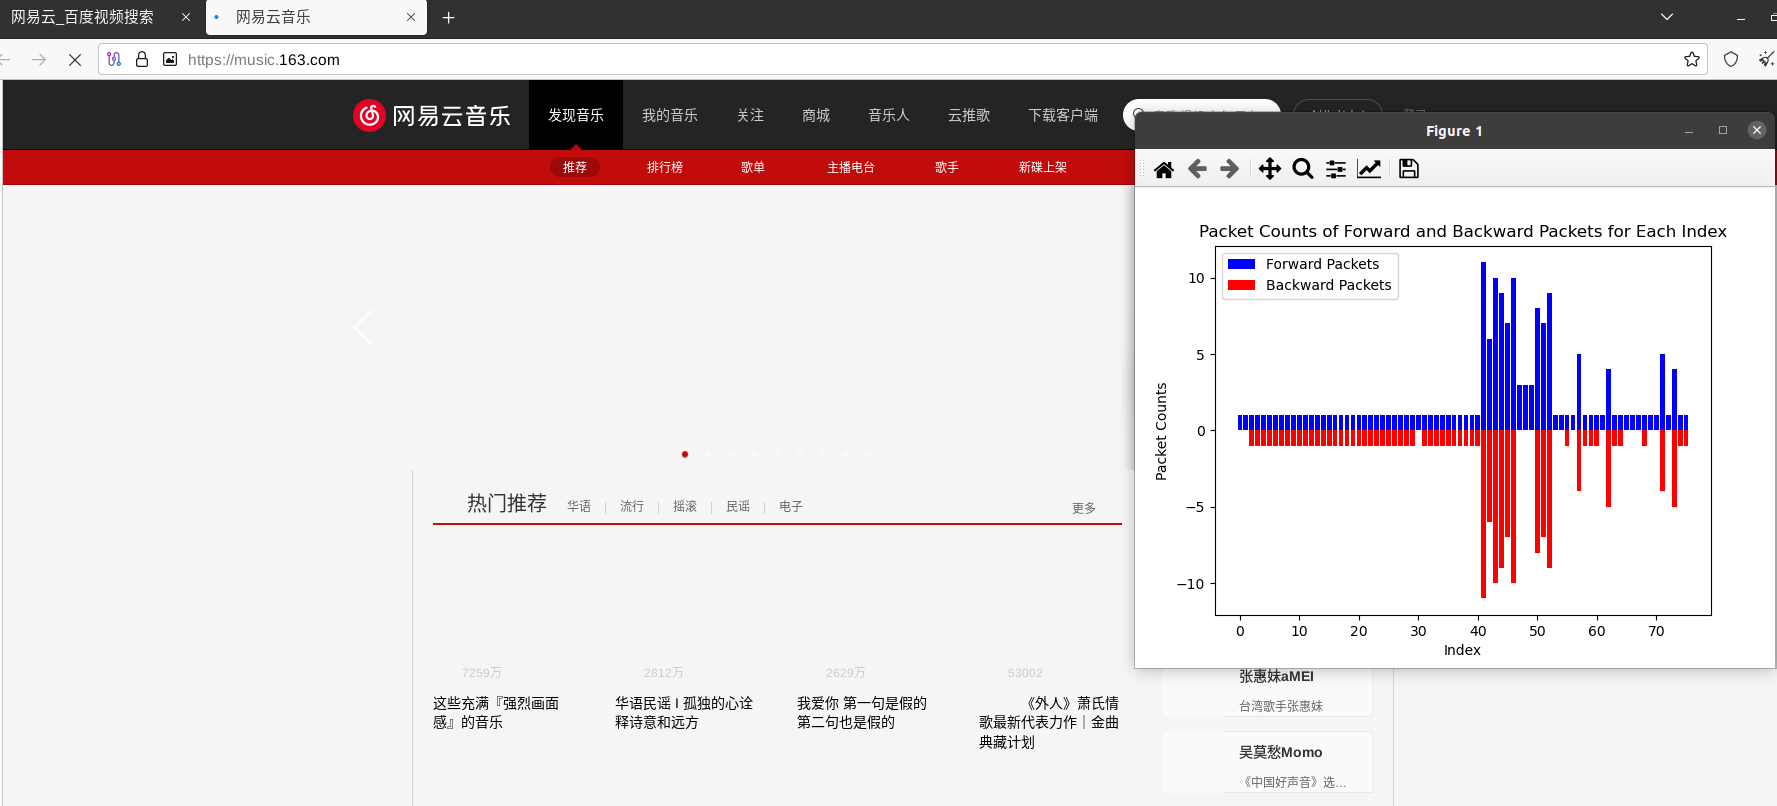 网易云_百度视频搜索
网易云音乐
https://music.163.com
网易云音乐
发现音乐
我的音乐
关注
商城
音乐人
云推歌
下载客户端
推荐
排行榜
歌单
主播电台
歌手
新碟上架
Figure 1
Packet Counts of Forward and Backward Packets for Each Index
Forward Packets
Backward Packets
10
5
0
−5
−10
Packet Counts
0 10 20 30 40 50 60 70
Index
热门推荐 华语 | 流行 | 摇滚 | 民谣 | 电子
更多
7259万
2812万
2629万
53002
这些充满『强烈画面
感』的音乐
华语民谣 I 孤独的心诠
释诗意和远方
我爱你 第一句是假的
第二句也是假的
《外人》萧氏情
歌最新代表力作｜金曲
典藏计划
张惠妹aMEI
台湾歌手张惠妹
吴莫愁Momo
《中国好声音》选...